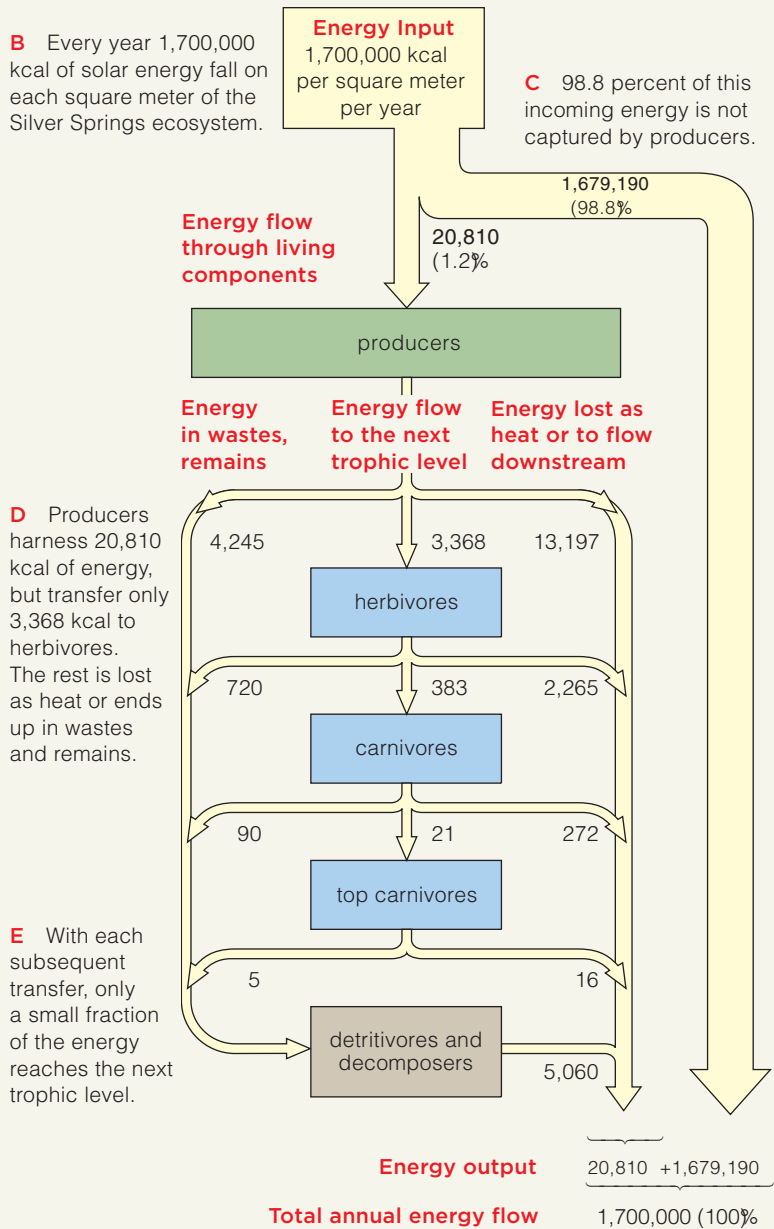 B Every year 1,700,000
kcal of solar energy fall on
each square meter of the
Silver Springs ecosystem.
Energy Input
1,700,000 kcal
per square meter
per year
C 98.8 percent of this
incoming energy is not
captured by producers.
1,679,190
(98.8%
Energy flow
through living
components
20,810
(1.2%
producers
Energy
in wastes,
remains
Energy flow
to the next
trophic level
Energy lost as
heat or to flow
downstream
D Producers
harness 20,810
kcal of energy,
but transfer only
3,368 kcal to
herbivores.
The rest is lost
as heat or ends
up in wastes
and remains.
4,245 3,368 13,197
herbivores
720 383 2,265
carnivores
90 21 272
top carnivores
E With each
subsequent
transfer, only
a small fraction
of the energy
reaches the next
trophic level.
5 16
detritivores and
decomposers
5,060
Energy output 20,810 +1,679,190
Total annual energy flow 1,700,000 (100%